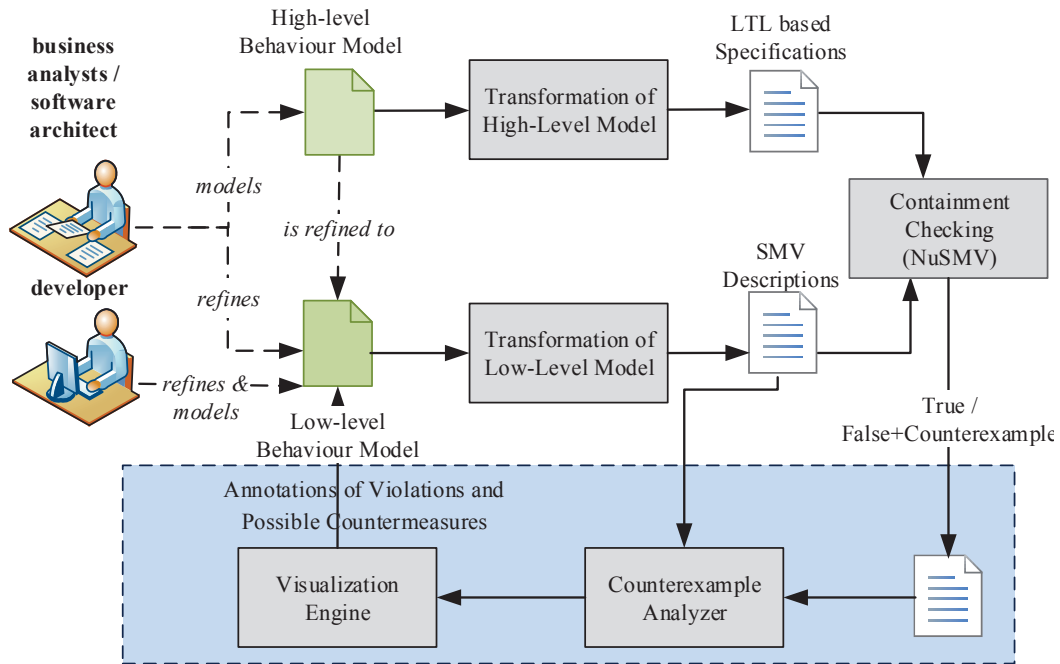 business
analysts /
software
architect
High-level
Behaviour Model
Transformation of
High-Level Model
LTL based
Specifications
models
is refined to
Containment
Checking
(NuSMV)
developer
refines
refines &
models
Low-level
Behaviour Model
Transformation of
Low-Level Model
SMV
Descriptions
True /
False+Counterexample
Annotations of Violations and
Possible Countermeasures
Visualization
Engine
Counterexample
Analyzer